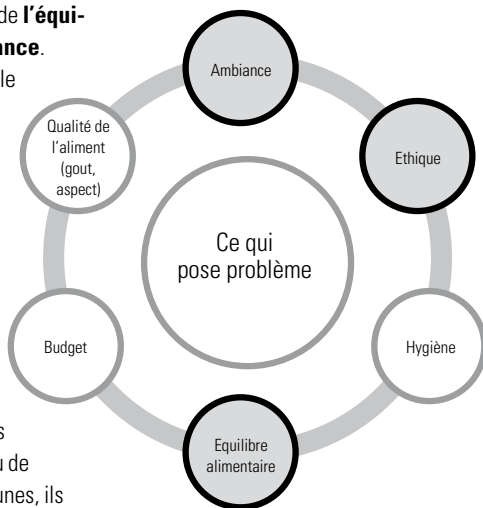 de l'équi-
ance.
le
Ambiance
Qualité de
l'aliment
(gout,
aspect)
Ethique
Ce qui
pose problème
Budget
Hygiène
Equilibre
alimentaire
s
u de
unes, ils